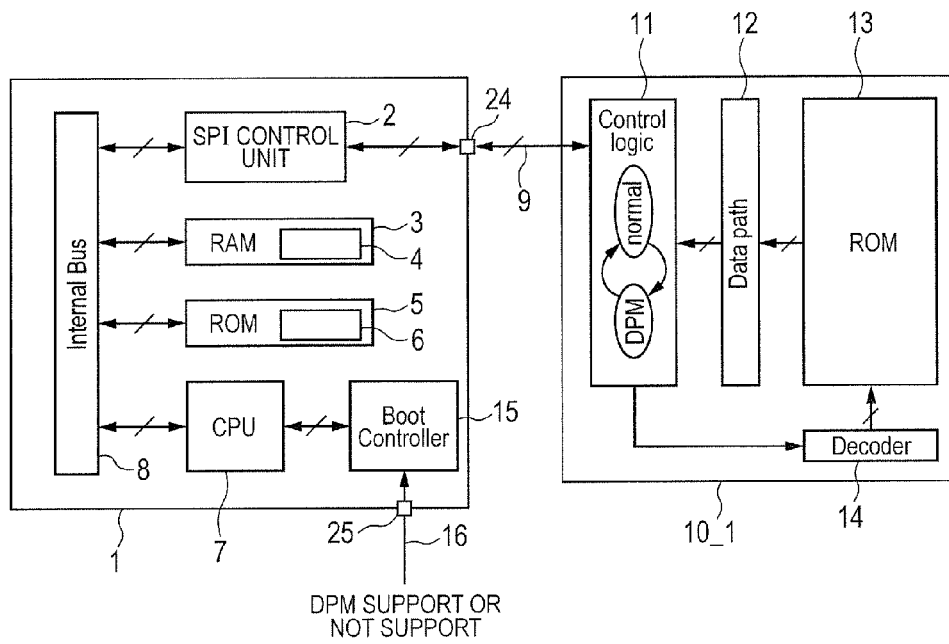 11
12
13
2
24
SPI CONTROL
UNIT
Control
logic
9
3
RAM
4
normal
Data path
ROM
Internal Bus
5
ROM
6
DPM
15
CPU
Boot
Controller
Decoder
8
25
1
7
16
10_1
14
DPM SUPPORT OR
NOT SUPPORT